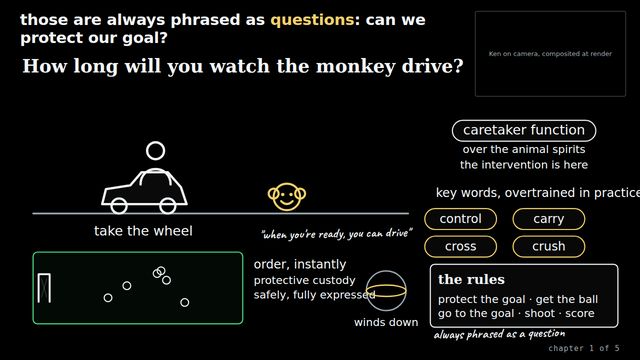 those are always phrased as questions: can we
protect our goal?
Ken on camera, composited at render
How long will you watch the monkey drive?
caretaker function
over the animal spirits
the intervention is here
key words, overtrained in practice
control
carry
cross
crush
take the wheel
"when you're ready, you can drive"
order, instantly
protective custody
safely, fully expressed
winds down
the rules
protect the goal · get the ball
go to the goal · shoot · score
always phrased as a question
chapter 1 of 5